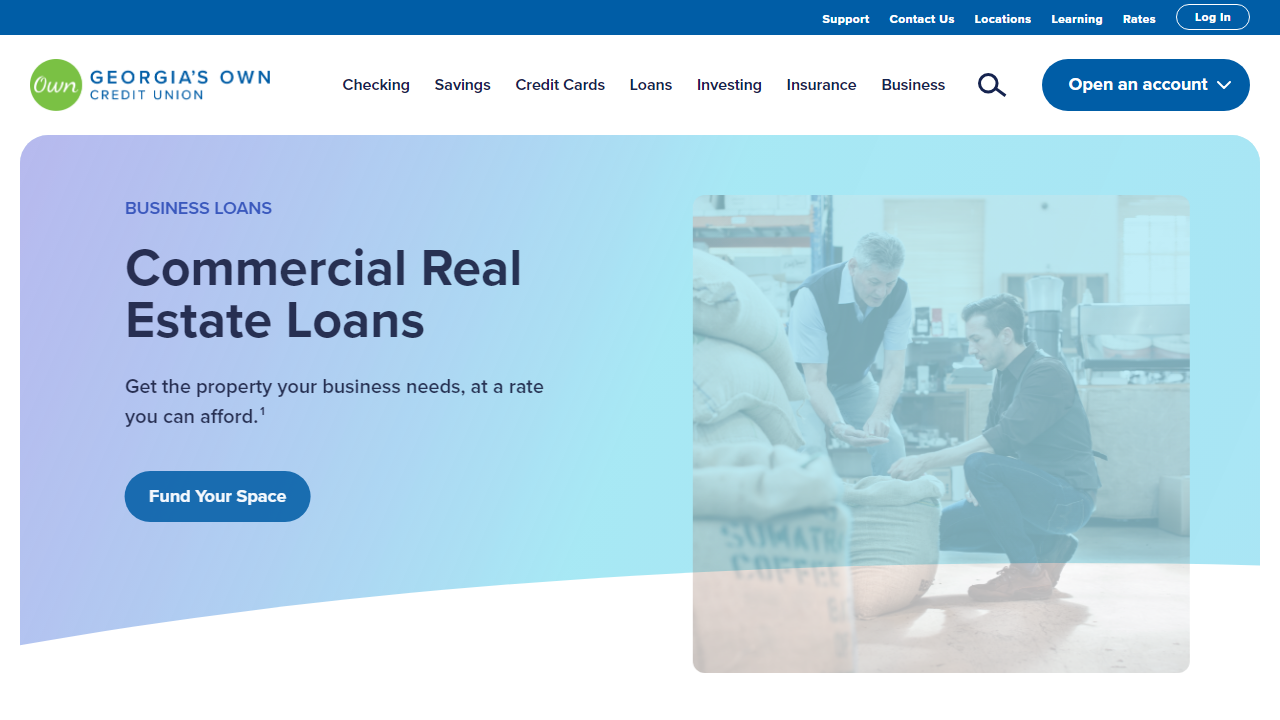 Support Contact Us Locations Learning Rates Log In
Own GEORGIA'S OWN
CREDIT UNION
Checking Savings Credit Cards Loans Investing Insurance Business Open an account
BUSINESS LOANS
Commercial Real
Estate Loans
Get the property your business needs, at a rate
you can afford.¹
Fund Your Space
SUMATRA
COFFEE